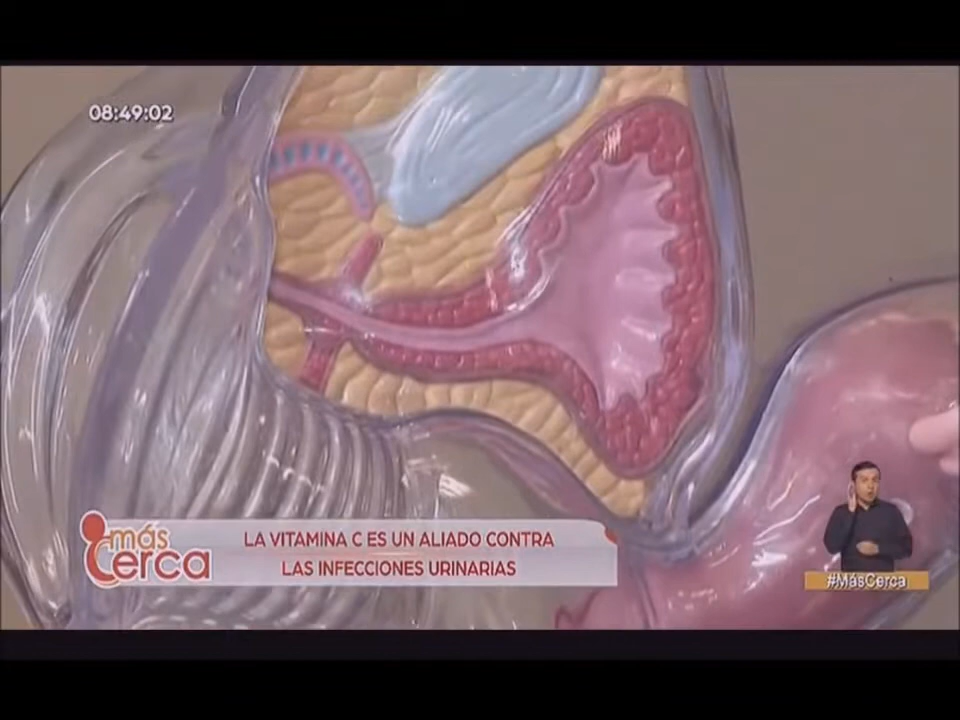 08:49:02
más
Cerca
LA VITAMINA C ES UN ALIADO CONTRA
LAS INFECCIONES URINARIAS
#MásCerca